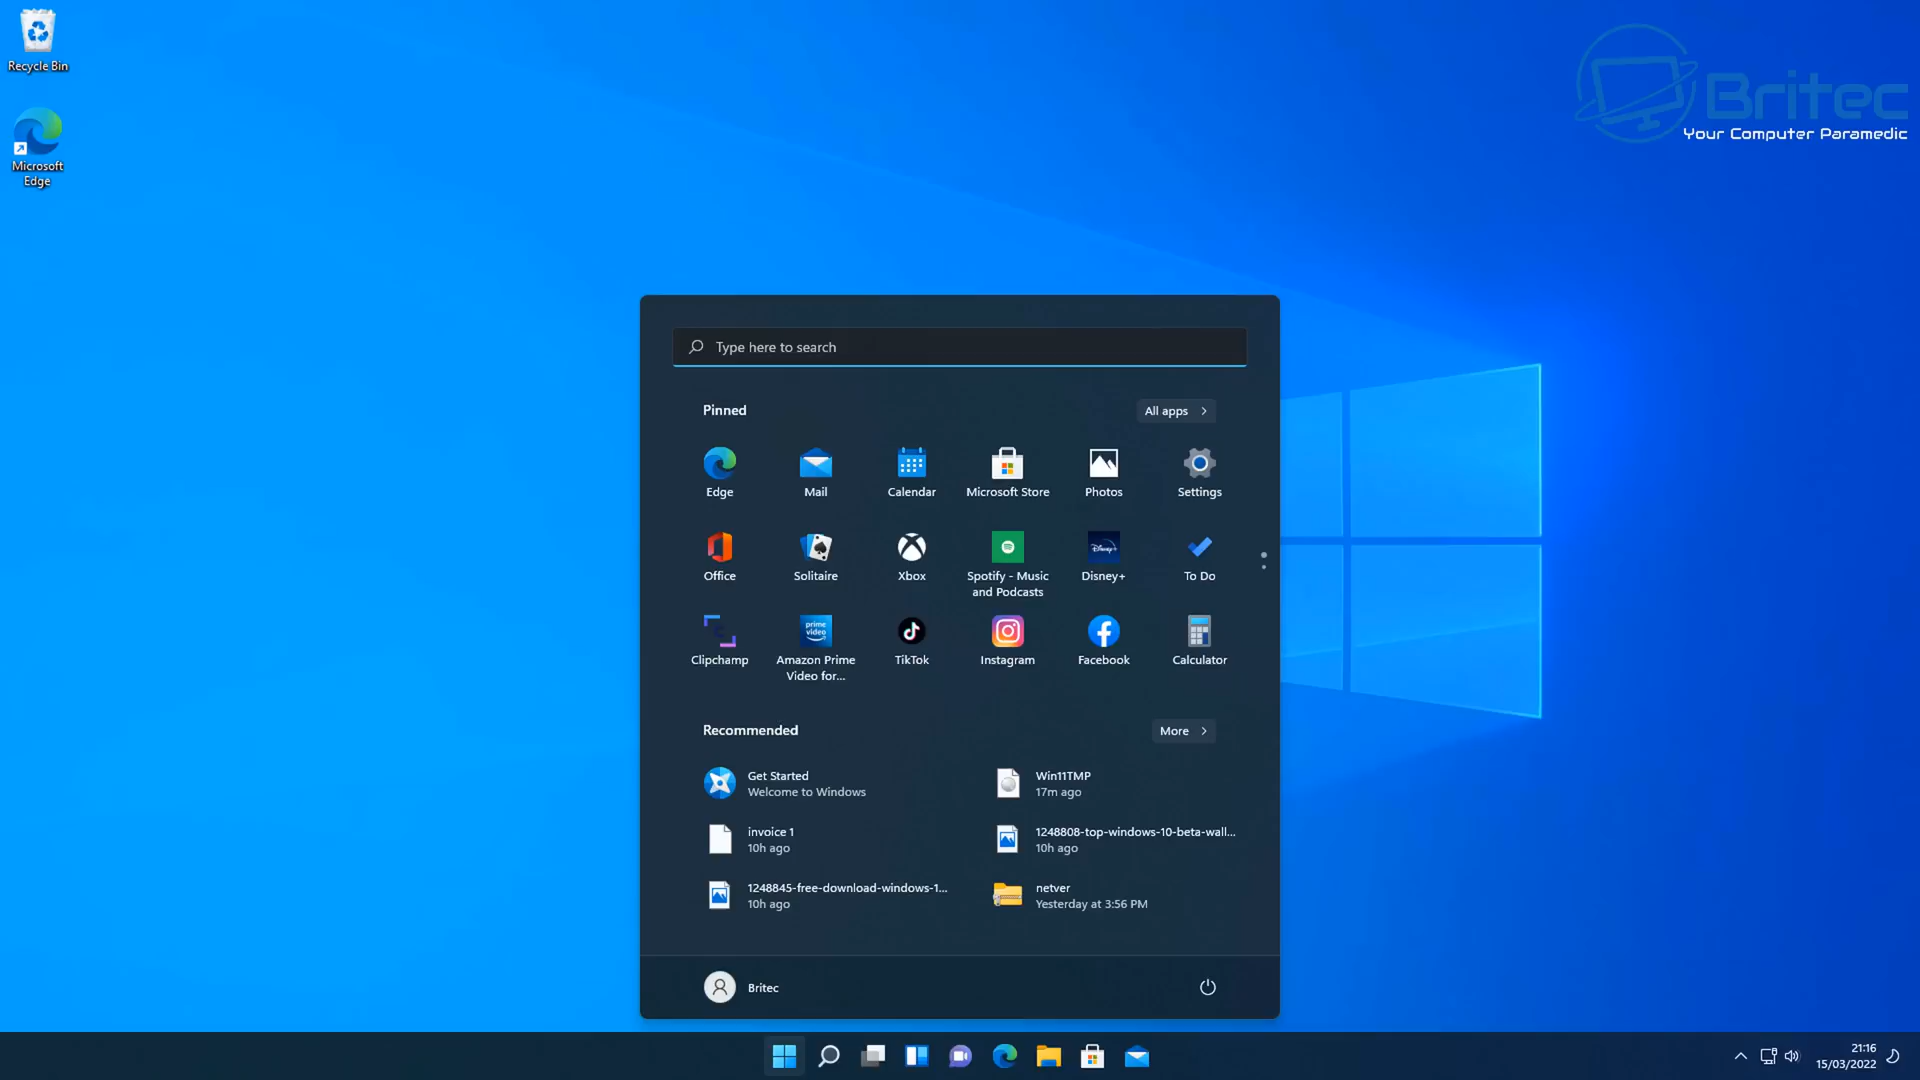 Recycle Bin
Microsoft
Edge
Britec
Your Computer Paramedic
Type here to search
Pinned
All apps
Edge
Mail
Calendar
Microsoft Store
Photos
Settings
Office
Solitaire
Xbox
Spotify - Music
and Podcasts
Disney+
To Do
Clipchamp
prime
video
Amazon Prime
Video for...
TikTok
Instagram
Facebook
Calculator
Recommended
More
Get Started
Welcome to Windows
Win11TMP
17m ago
invoice 1
10h ago
1248808-top-windows-10-beta-wall...
10h ago
1248845-free-download-windows-1...
10h ago
netver
Yesterday at 3:56 PM
Britec
21:16
15/03/2022